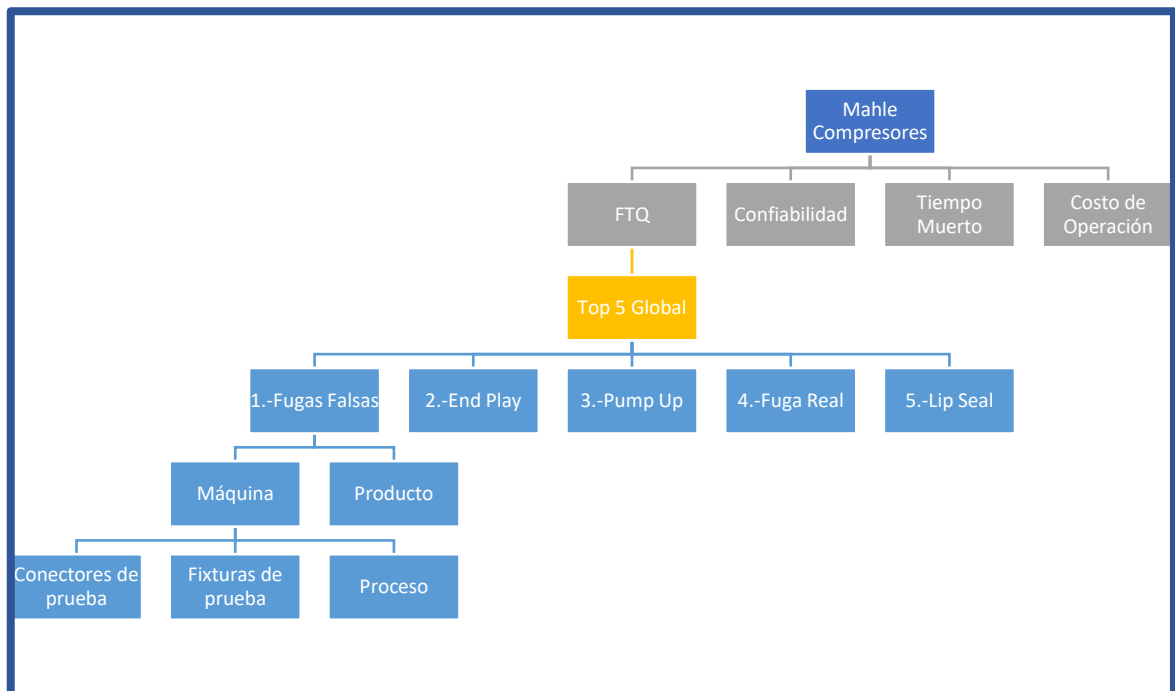 Mahle
Compresores
FTQ
Confiabilidad
Tiempo
Muerto
Costo de
Operación
Top 5 Global
1.-Fugas Falsas
2.-End Play
3.-Pump Up
4.-Fuga Real
5.-Lip Seal
Máquina
Producto
Conectores de
prueba
Fixturas de
prueba
Proceso